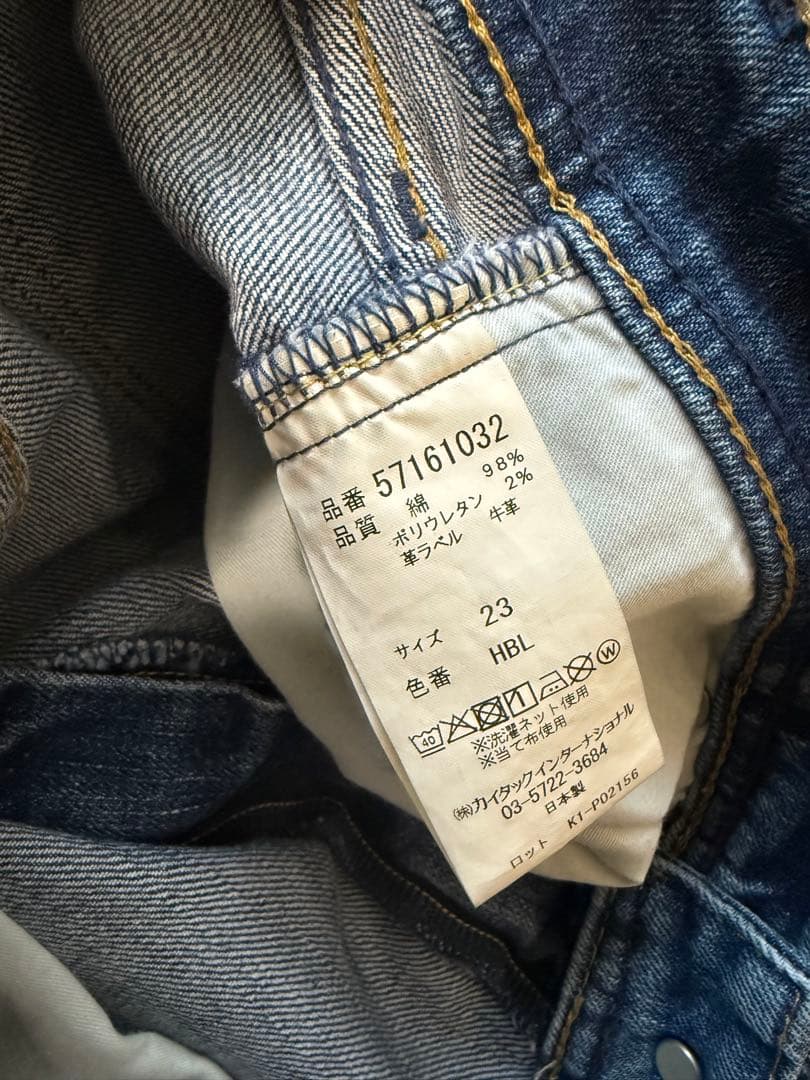 品番 57161032
品質 綿 98%
ポリウレタン 2%
革ラベル 牛革
サイズ 23
色番 HBL
40 W
※洗濯ネット使用
※当て布使用
㈱カイタックインターナショナル
03-5722-3684
日本製
ロット K1-P02156